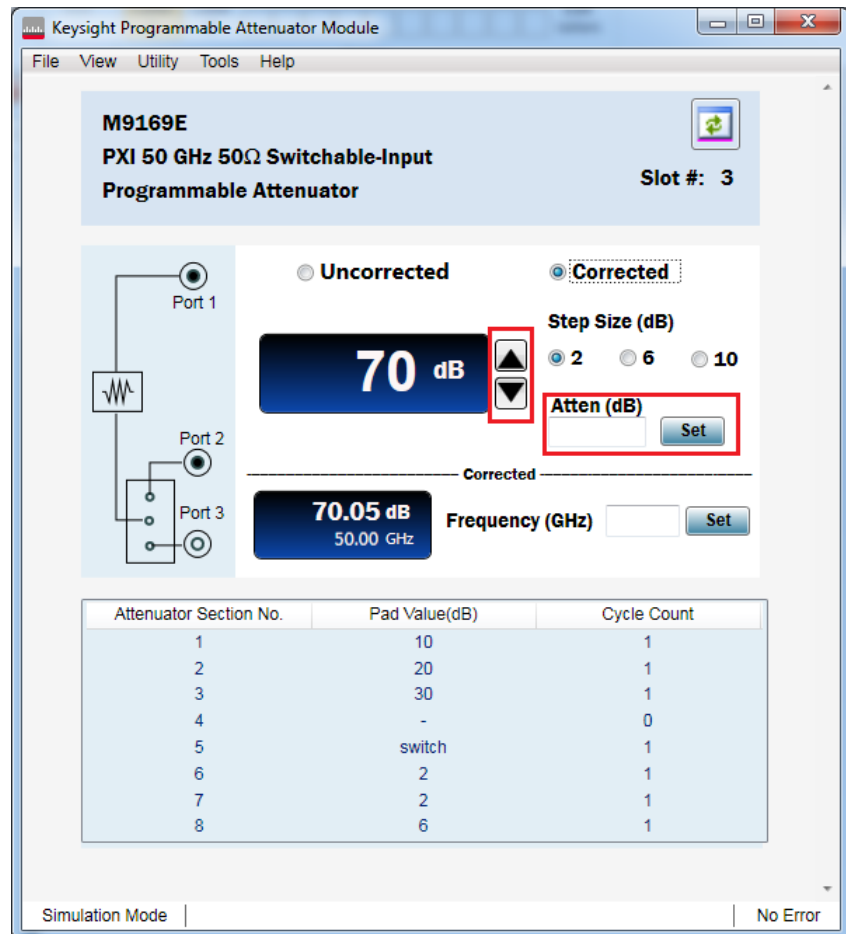 Keysight Programmable Attenuator Module
File View Utility Tools Help
M9169E
PXI 50 GHz 50Ω Switchable-Input
Programmable Attenuator
Slot #: 3
Port 1
Port 2
Port 3
Uncorrected
Corrected
70 dB
Step Size (dB)
2 6 10
Atten (dB)
Set
Corrected
70.05 dB
50.00 GHz
Frequency (GHz)
Set
Attenuator Section No. Pad Value(dB) Cycle Count
1 10 1
2 20 1
3 30 1
4 - 0
5 switch 1
6 2 1
7 2 1
8 6 1
Simulation Mode
No Error